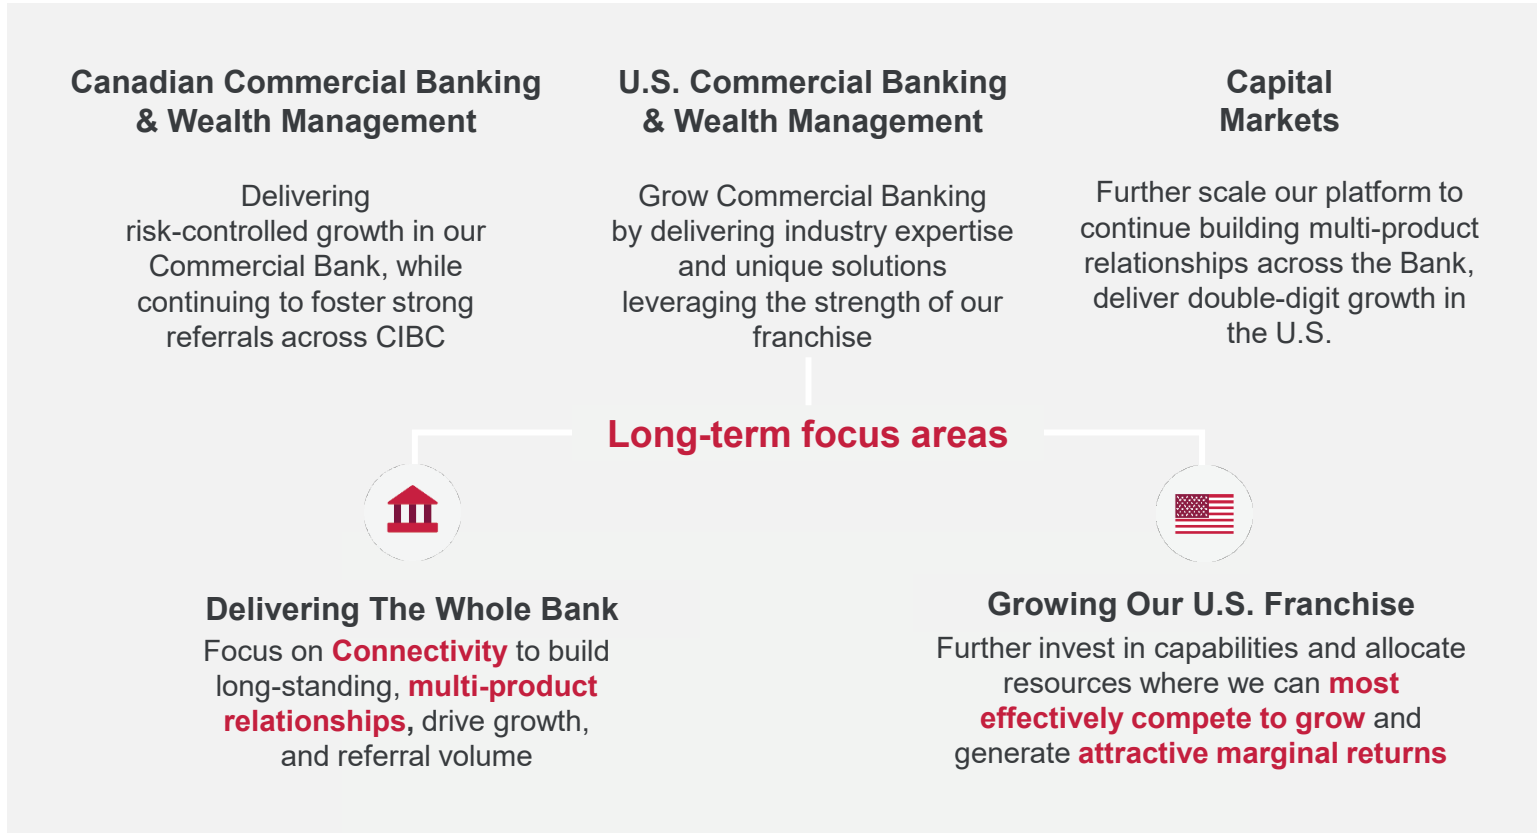 Canadian Commercial Banking
& Wealth Management
Delivering
risk-controlled growth in our
Commercial Bank, while
continuing to foster strong
referrals across CIBC
U.S. Commercial Banking
& Wealth Management
Grow Commercial Banking
by delivering industry expertise
and unique solutions
leveraging the strength of our
franchise
Capital
Markets
Further scale our platform to
continue building multi-product
relationships across the Bank,
deliver double-digit growth in
the U.S.
Long-term focus areas
Delivering The Whole Bank
Focus on Connectivity to build
long-standing, multi-product
relationships, drive growth,
and referral volume
Growing Our U.S. Franchise
Further invest in capabilities and allocate
resources where we can most
effectively compete to grow and
generate attractive marginal returns